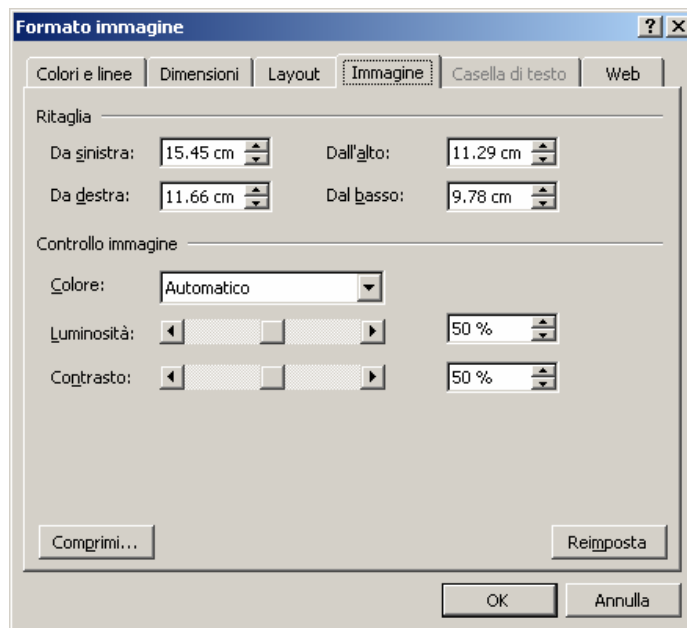 Formato immagine
Colori e linee Dimensioni Layout Immagine Casella di testo Web
Ritaglia
Da sinistra: 15.45 cm Dall'alto: 11.29 cm
Da destra: 11.66 cm Dal basso: 9.78 cm
Controllo immagine
Colore: Automatico
Luminosità: 50 %
Contrasto: 50 %
Comprimi... Reimposta
OK Annulla